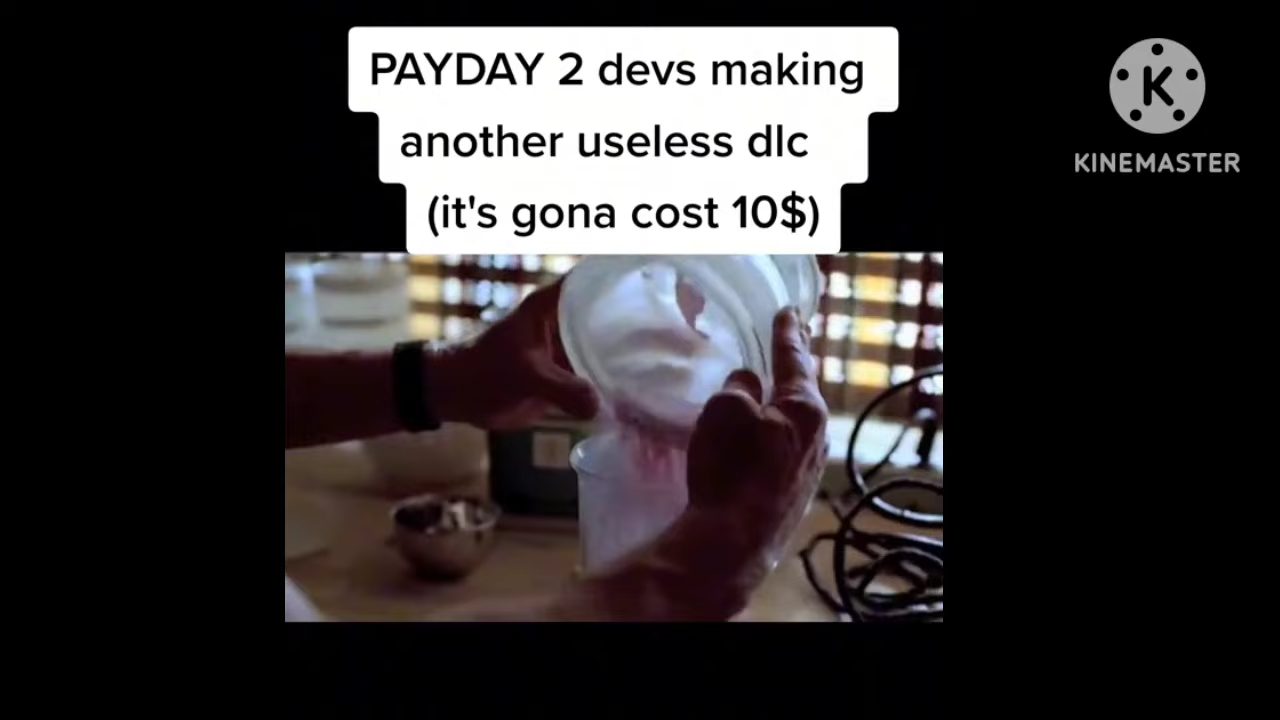 PAYDAY 2 devs making
another useless dlc
(it's gona cost 10$)
K
KINEMASTER